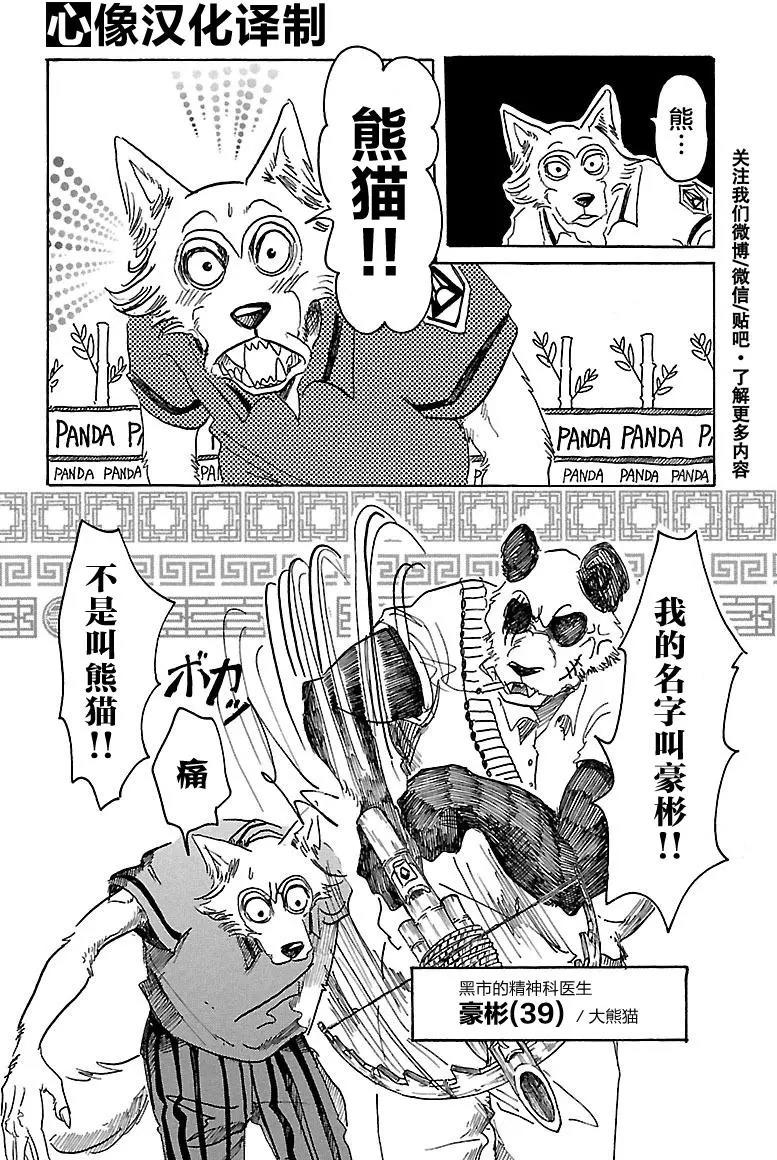 心像汉化译制
熊…
熊猫!!
关注我们微博/微信/贴吧·了解更多内容
PANDA PA
PANDA PANDA
PANDA PANDA PA
PANDA PANDA PANDA
我的名字叫豪彬!!
不是叫熊猫!!
ボカッ
痛
黑市的精神科医生
豪彬(39) /大熊猫